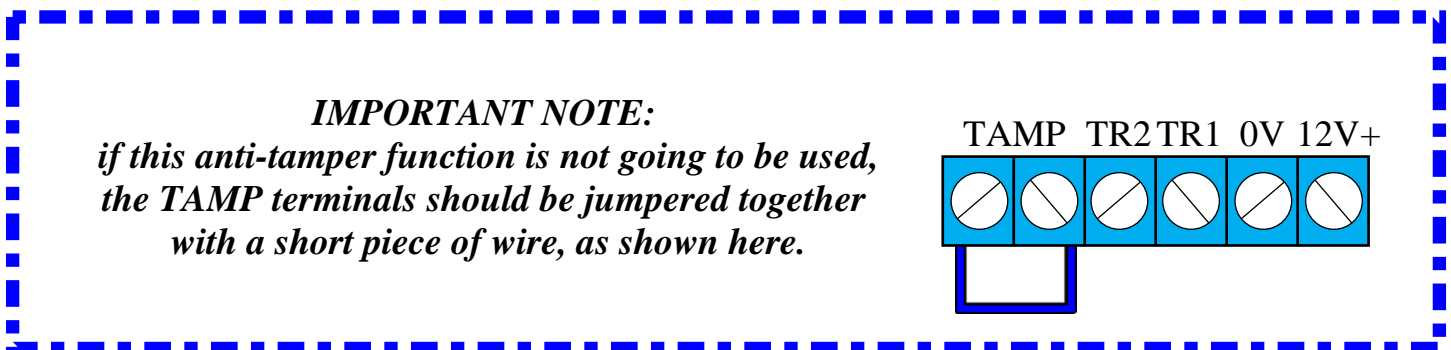 IMPORTANT NOTE:
if this anti-tamper function is not going to be used,
the TAMP terminals should be jumpered together
with a short piece of wire, as shown here.
TAMP TR2 TR1 0V 12V+